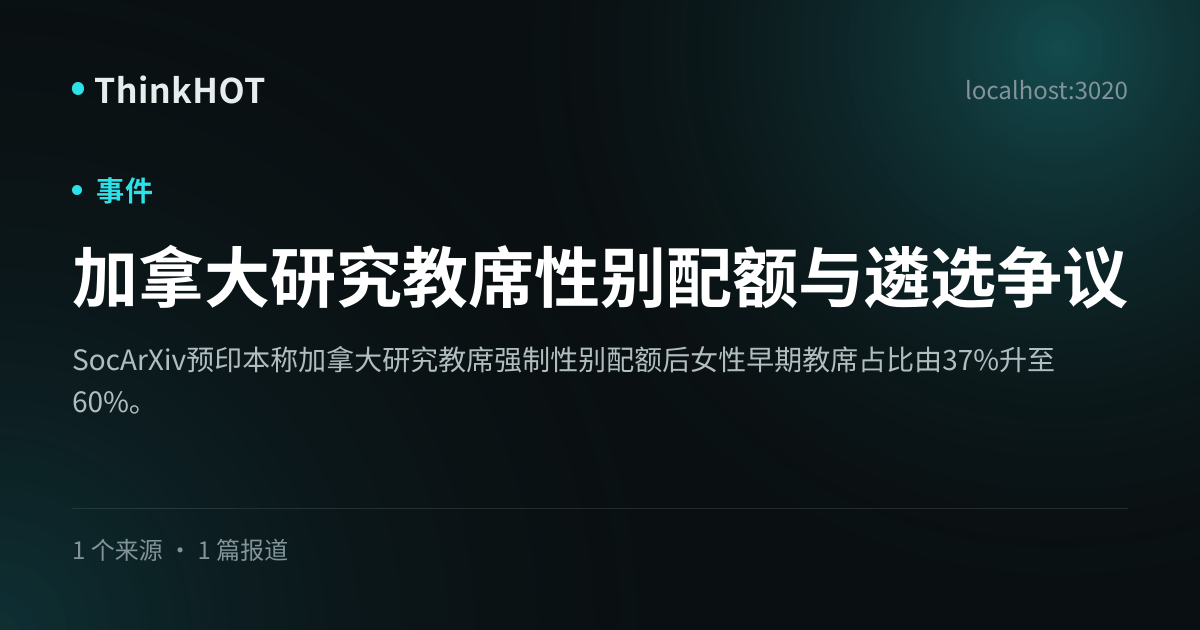 ThinkHOT
localhost:3020
事件
加拿大研究教席性别配额与遴选争议
SocArXiv预印本称加拿大研究教席强制性别配额后女性早期教席占比由37%升至
60%。
1 个来源 · 1 篇报道